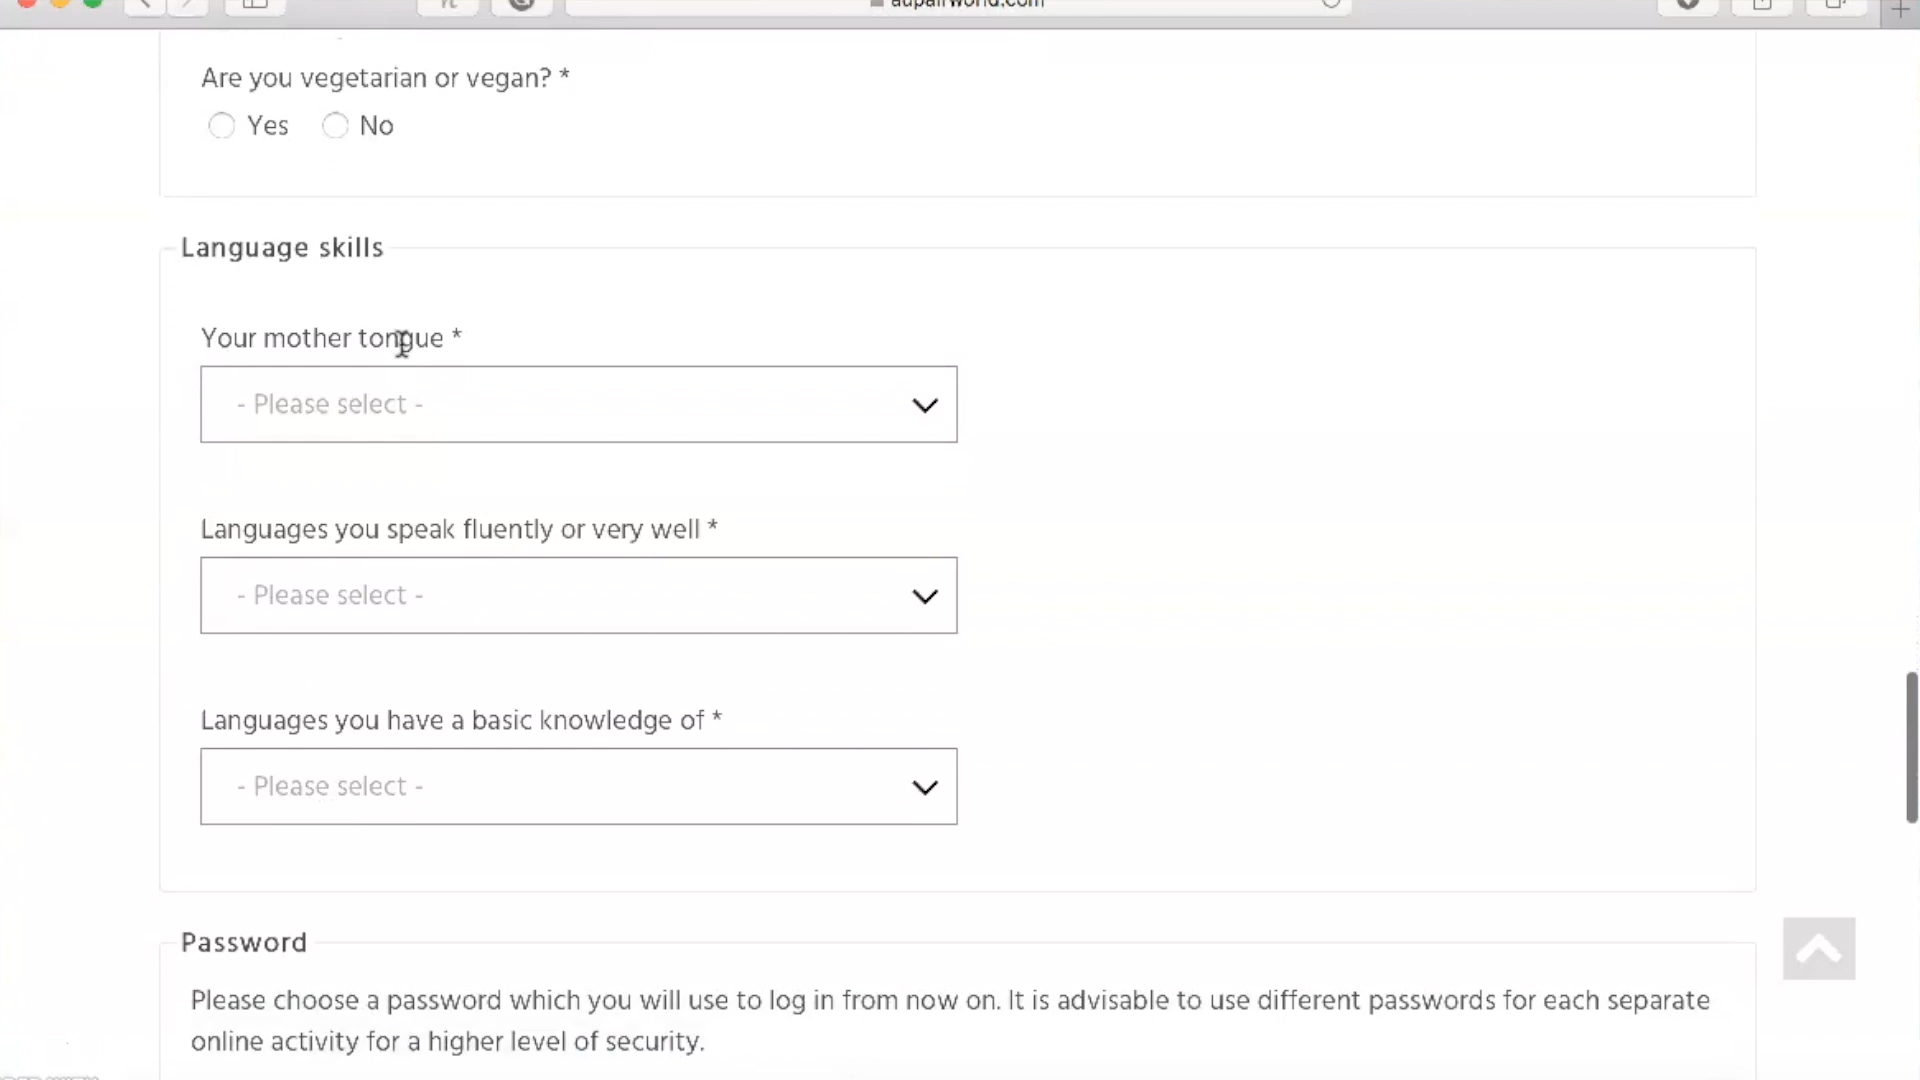 aupairworld.com
Are you vegetarian or vegan? *
Yes No
Language skills
Your mother tongue *
- Please select -
Languages you speak fluently or very well *
- Please select -
Languages you have a basic knowledge of *
- Please select -
Password
Please choose a password which you will use to log in from now on. It is advisable to use different passwords for each separate
online activity for a higher level of security.